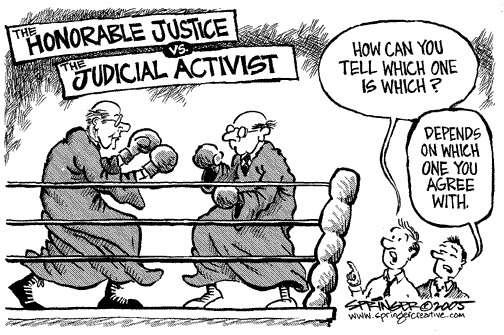 THE HONORABLE JUSTICE
VS.
THE JUDICIAL ACTIVIST
HOW CAN YOU
TELL WHICH ONE
IS WHICH?
DEPENDS
ON WHICH
ONE YOU
AGREE
WITH.
SPRINGER©2005
www.springercreative.com